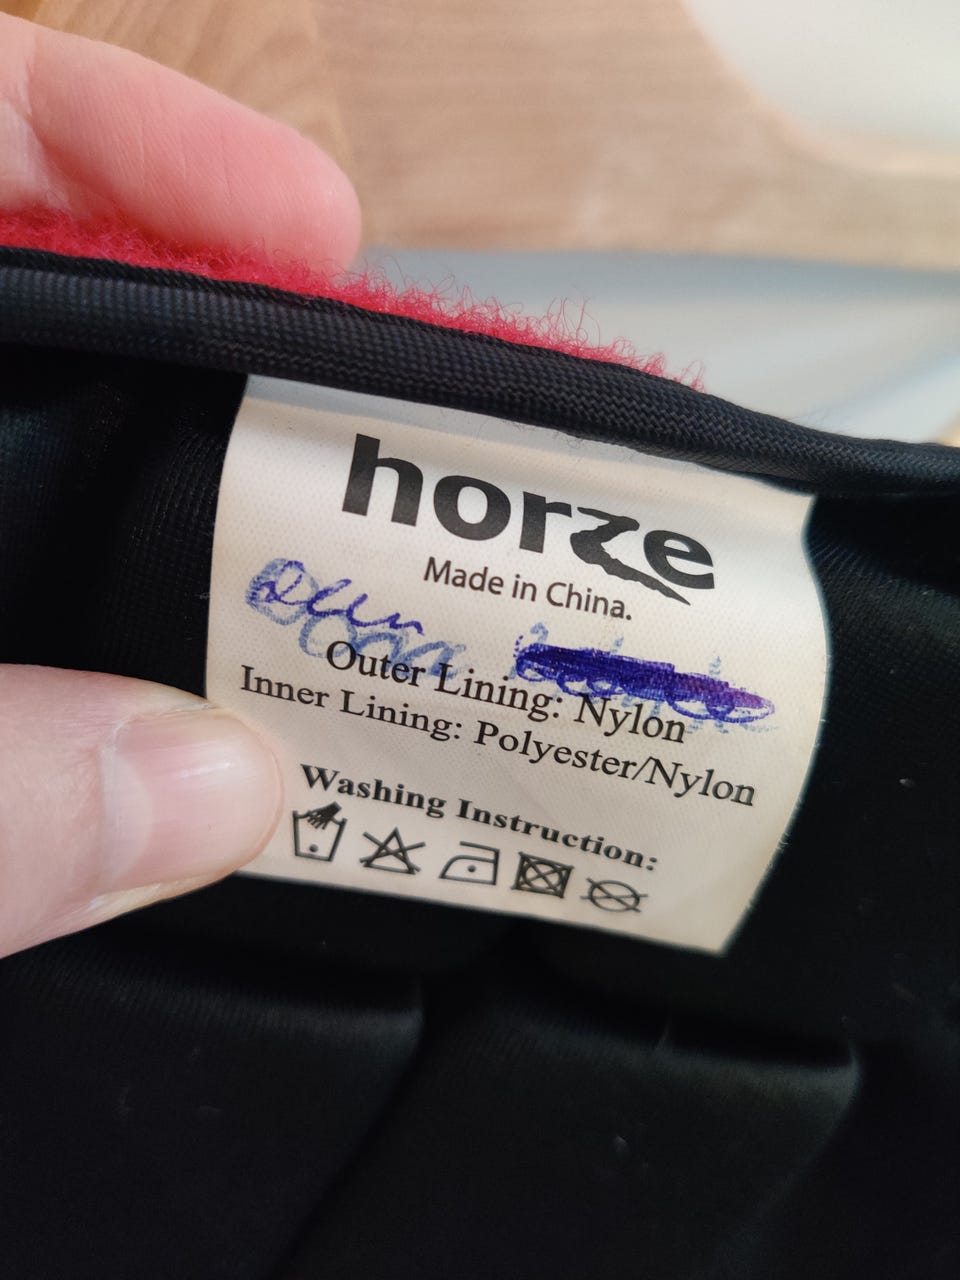 horze
Made in China.
Outer Lining: Nylon
Inner Lining: Polyester/Nylon
Washing Instruction: